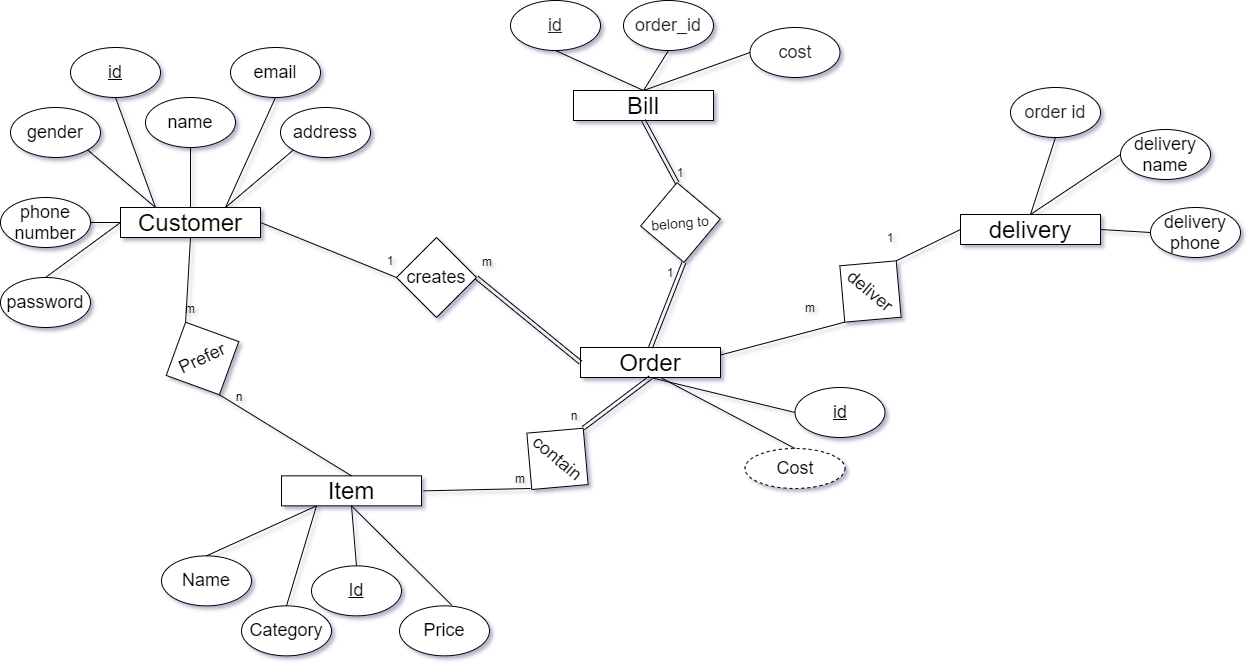 id
order_id
cost
id
email
Bill
gender
name
address
order id
delivery
name
phone
number
Customer
1
belong to
delivery
delivery
phone
1
1
m
creates
1
password
deliver
m
m
Prefer
Order
n
n
id
contain
Cost
m
Item
Name
Id
Category
Price